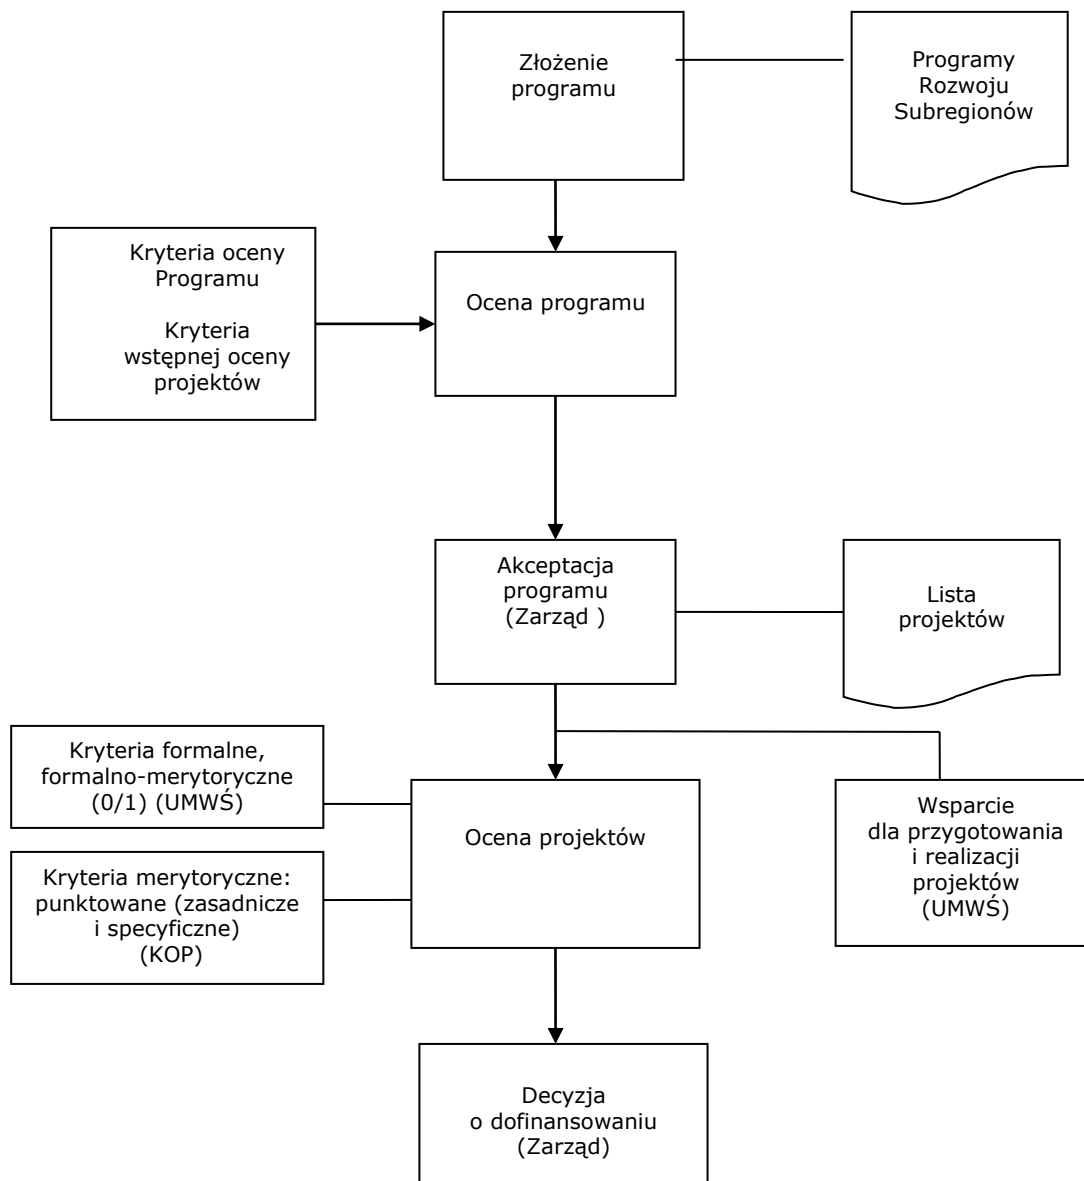 Złożenie
programu
Programy
Rozwoju
Subregionów
Kryteria oceny
Programu
Kryteria
wstępnej oceny
projektów
Ocena programu
Akceptacja
programu
(Zarząd )
Lista
projektów
Kryteria formalne,
formalno-merytoryczne
(0/1) (UMWŚ)
Kryteria merytoryczne:
punktowane (zasadnicze
i specyficzne)
(KOP)
Ocena projektów
Wsparcie
dla przygotowania
i realizacji
projektów
(UMWŚ)
Decyzja
o dofinansowaniu
(Zarząd)